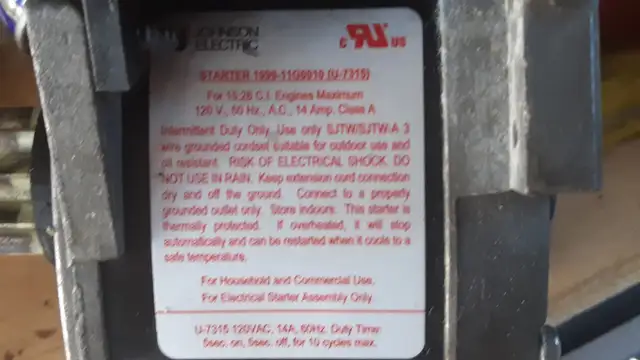 JOHNSON
ELECTRIC
C UR US
STARTER 1999-11G0010 (U-7315)
For 15-26 C.I. Engines Maximum
120 V., 60 Hz., A.C., 14 Amp. Class A
Intermittent Duty Only. Use only SJTW/SJTW-A 3
wire grounded cordset suitable for outdoor use and
oil resistant. RISK OF ELECTRICAL SHOCK. DO
NOT USE IN RAIN. Keep extension cord connection
dry and off the ground. Connect to a properly
grounded outlet only. Store indoors. This starter is
thermally protected. If overheated, it will stop
automatically and can be restarted when it cools to a
safe temperature.
For Household and Commercial Use.
For Electrical Starter Assembly Only.
U-7315 120VAC, 14A, 60Hz. Duty Time:
5sec. on, 5sec. off, for 10 cycles max.